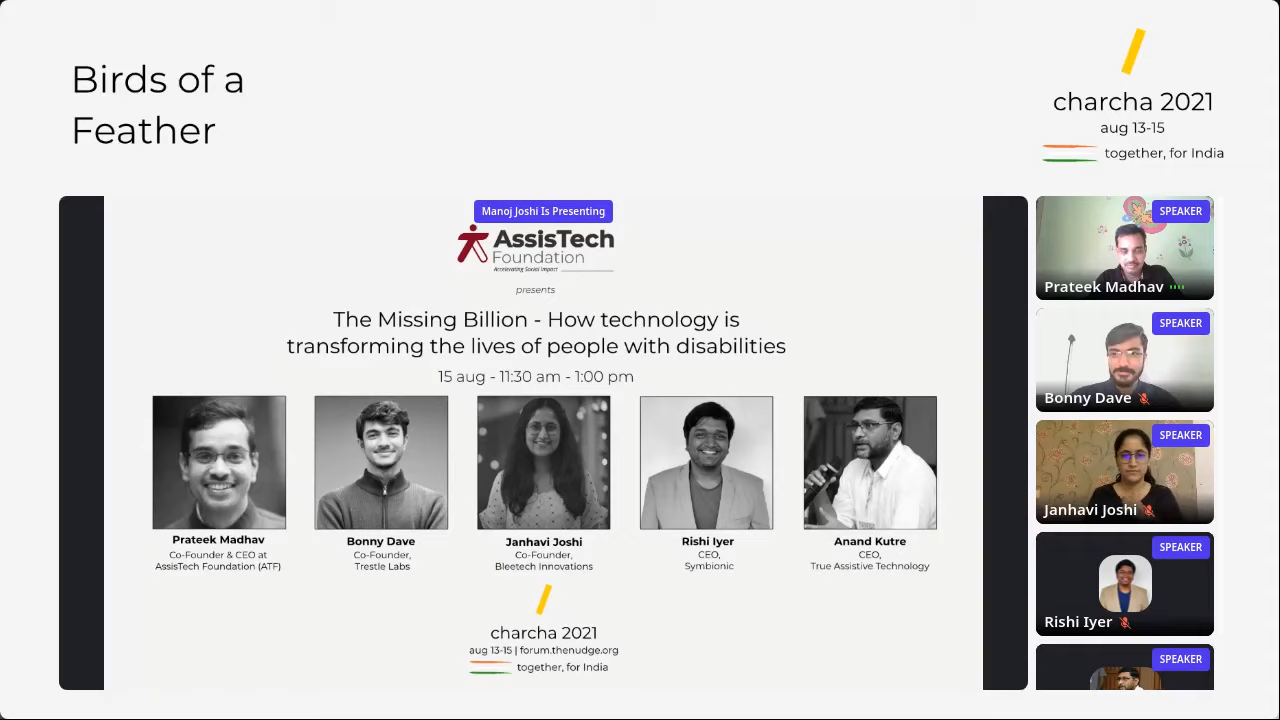 Birds of a
Feather
charcha 2021
aug 13-15
together, for India
Manoj Joshi Is Presenting
AssisTech
Foundation
Accelerating Social Impact
presents
The Missing Billion - How technology is
transforming the lives of people with disabilities
15 aug - 11:30 am - 1:00 pm
Prateek Madhav
Co-Founder & CEO at
AssisTech Foundation (ATF)
Bonny Dave
Co-Founder,
Trestle Labs
Janhavi Joshi
Co-Founder,
Bleetech Innovations
Rishi Iyer
CEO,
Symbionic
Anand Kutre
CEO,
True Assistive Technology
charcha 2021
aug 13-15 | forum.thenudge.org
together, for India
SPEAKER
Prateek Madhav
SPEAKER
Bonny Dave
SPEAKER
Janhavi Joshi
SPEAKER
Rishi Iyer
SPEAKER